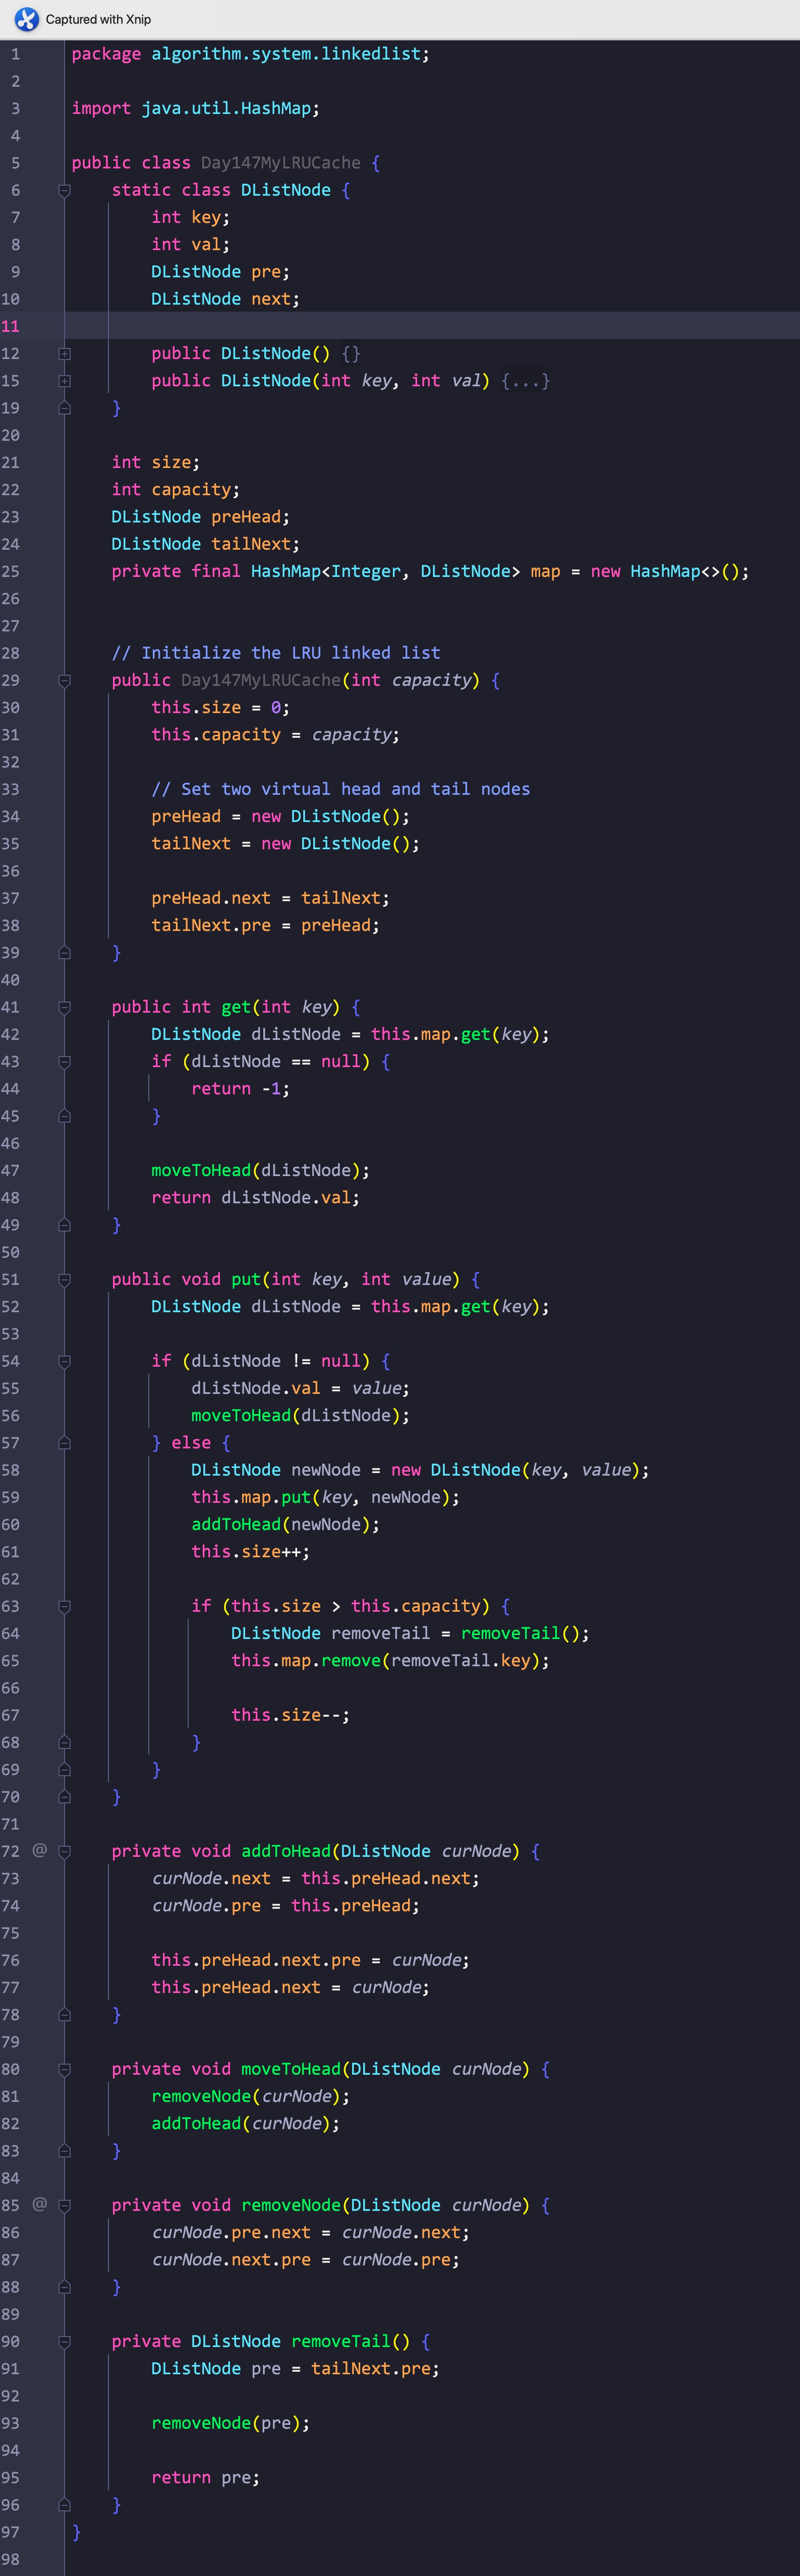 Captured with Xnip
1 package algorithm.system.linkedlist;
2
3 import java.util.HashMap;
4
5 public class Day147MyLRUCache {
6     static class DListNode {
7         int key;
8         int val;
9         DListNode pre;
10         DListNode next;
11
12         public DListNode() {}
15         public DListNode(int key, int val) {...}
19     }
20
21     int size;
22     int capacity;
23     DListNode preHead;
24     DListNode tailNext;
25     private final HashMap<Integer, DListNode> map = new HashMap<>();
26
27
28     // Initialize the LRU linked list
29     public Day147MyLRUCache(int capacity) {
30         this.size = 0;
31         this.capacity = capacity;
32
33         // Set two virtual head and tail nodes
34         preHead = new DListNode();
35         tailNext = new DListNode();
36
37         preHead.next = tailNext;
38         tailNext.pre = preHead;
39     }
40
41     public int get(int key) {
42         DListNode dListNode = this.map.get(key);
43         if (dListNode == null) {
44             return -1;
45         }
46
47         moveToHead(dListNode);
48         return dListNode.val;
49     }
50
51     public void put(int key, int value) {
52         DListNode dListNode = this.map.get(key);
53
54         if (dListNode != null) {
55             dListNode.val = value;
56             moveToHead(dListNode);
57         } else {
58             DListNode newNode = new DListNode(key, value);
59             this.map.put(key, newNode);
60             addToHead(newNode);
61             this.size++;
62
63             if (this.size > this.capacity) {
64                 DListNode removeTail = removeTail();
65                 this.map.remove(removeTail.key);
66
67                 this.size--;
68             }
69         }
70     }
71
72 @     private void addToHead(DListNode curNode) {
73         curNode.next = this.preHead.next;
74         curNode.pre = this.preHead;
75
76         this.preHead.next.pre = curNode;
77         this.preHead.next = curNode;
78     }
79
80     private void moveToHead(DListNode curNode) {
81         removeNode(curNode);
82         addToHead(curNode);
83     }
84
85 @     private void removeNode(DListNode curNode) {
86         curNode.pre.next = curNode.next;
87         curNode.next.pre = curNode.pre;
88     }
89
90     private DListNode removeTail() {
91         DListNode pre = tailNext.pre;
92
93         removeNode(pre);
94
95         return pre;
96     }
97 }
98